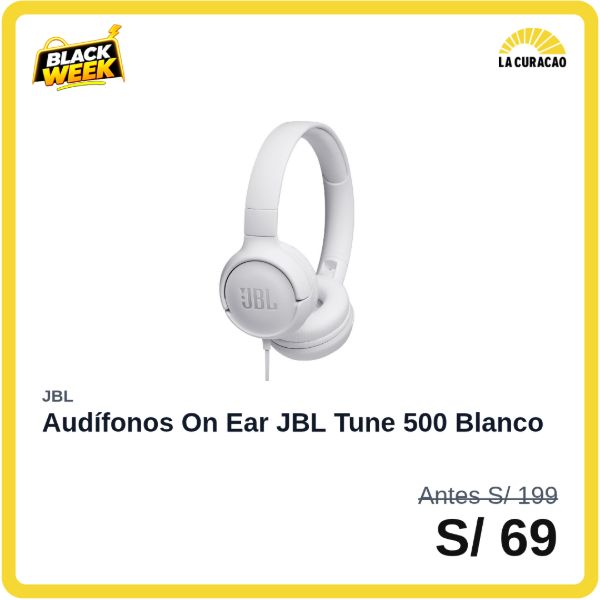 BLACK
WEEK
LA CURACAO
JBL
JBL
Audífonos On Ear JBL Tune 500 Blanco
Antes S/ 199
S/ 69